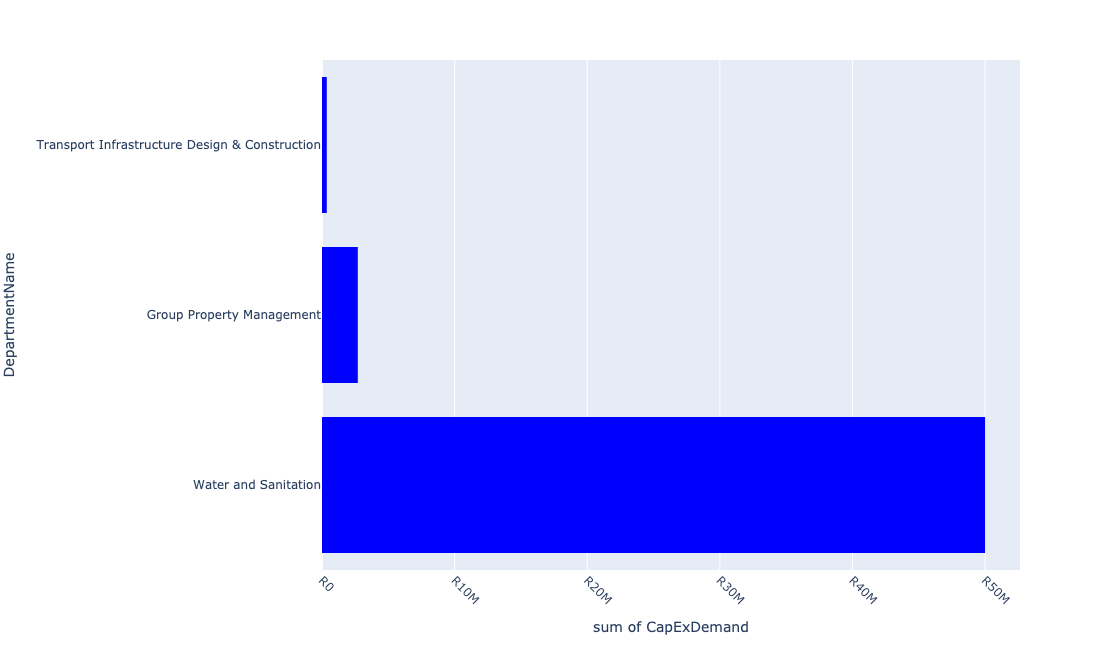 Transport Infrastructure Design & Construction
Group Property Management
Water and Sanitation
DepartmentName
R0
R10M
R20M
R30M
R40M
R50M
sum of CapExDemand